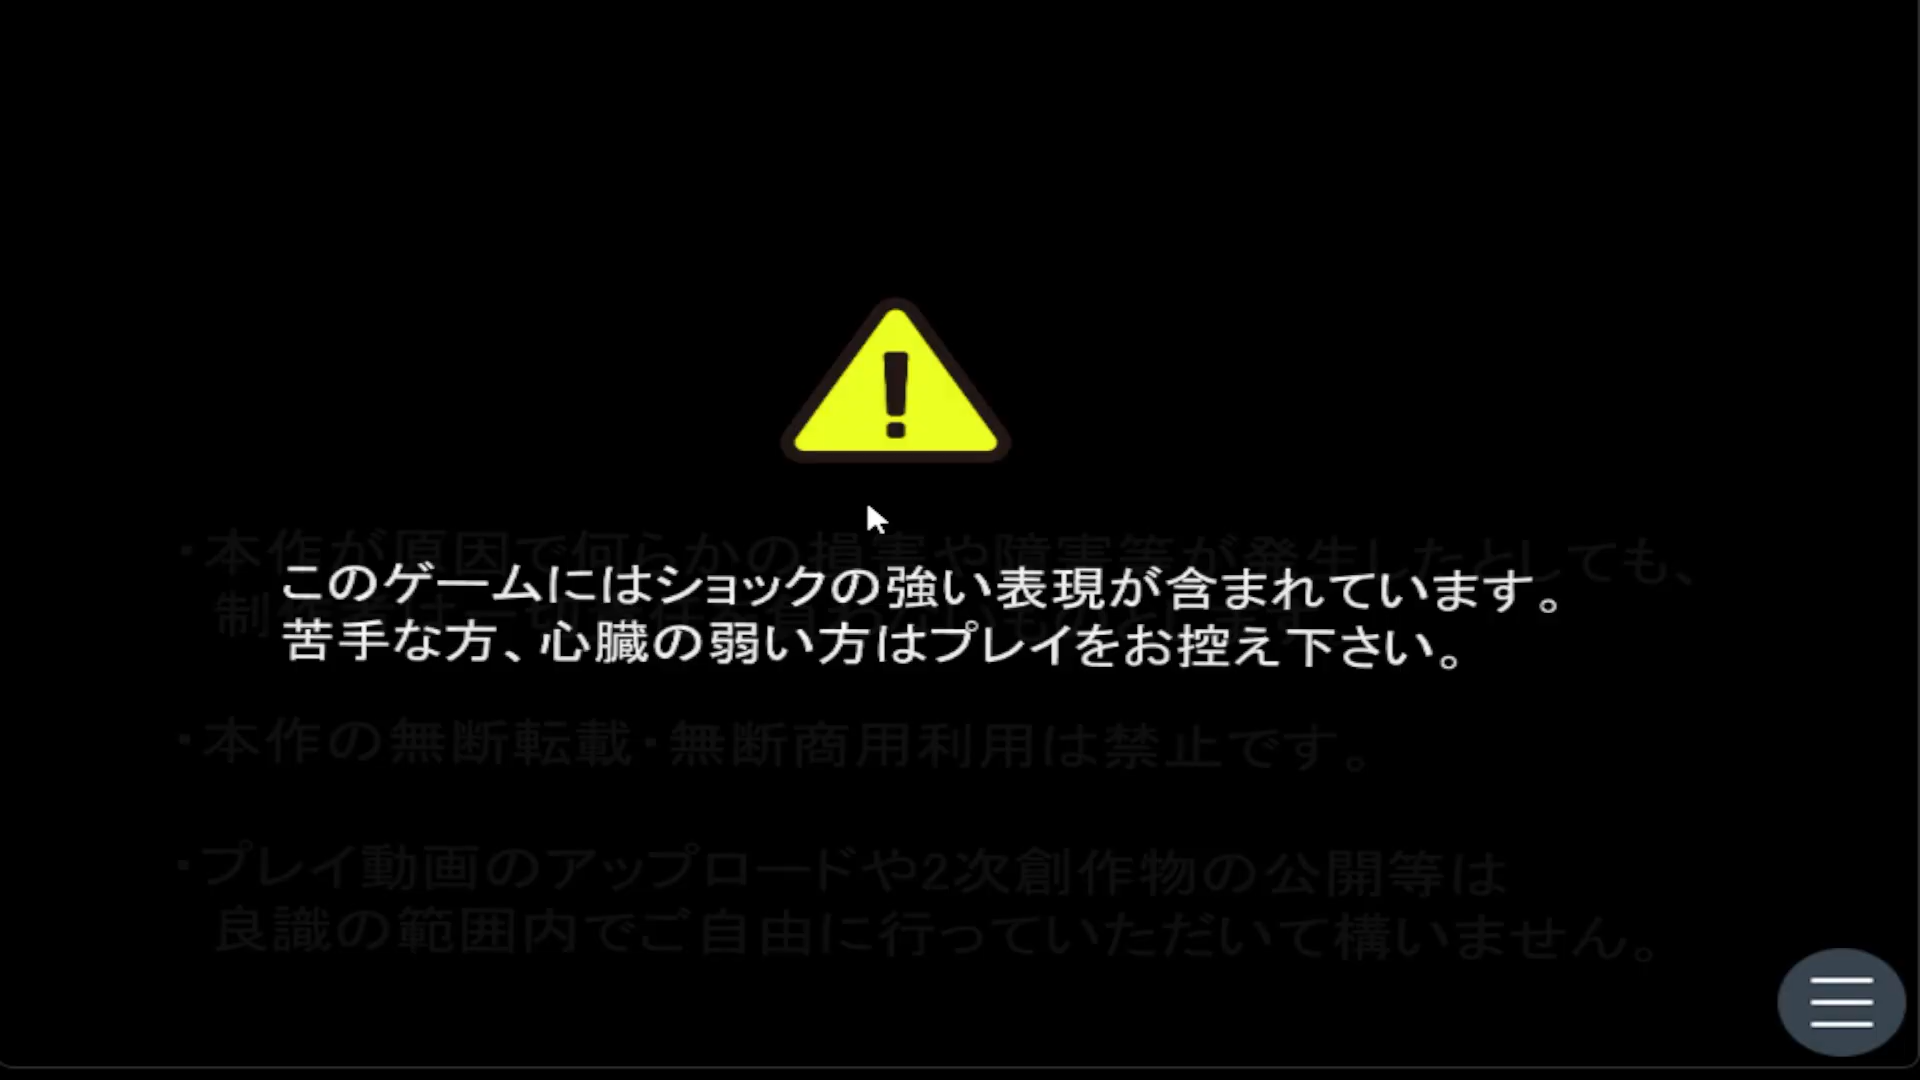 ・本作が原因で何らかの損害や障害等が発生したとしても、
このゲームにはショックの強い表現が含まれています。
苦手な方、心臓の弱い方はプレイをお控え下さい。
・本作の無断転載・無断商用利用は禁止です。
・プレイ動画のアップロードや2次創作物の公開等は
良識の範囲内でご自由に行っていただいて構いません。